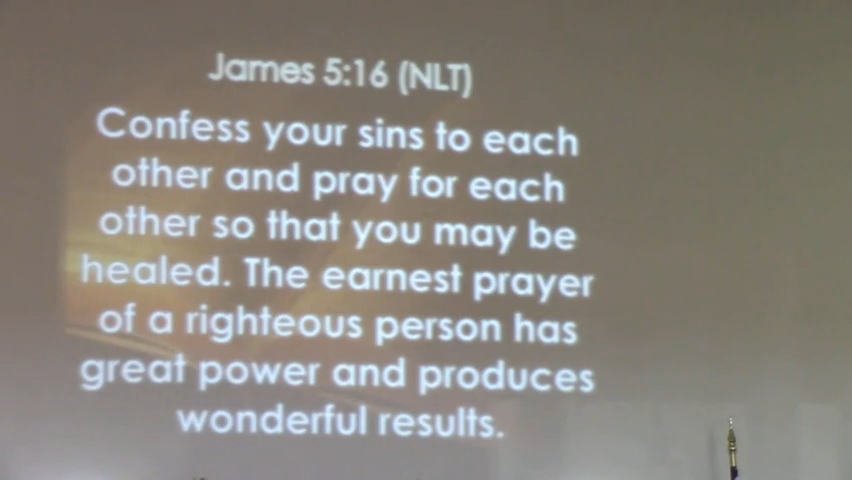 James 5:16 (NLT)
Confess your sins to each
other and pray for each
other so that you may be
healed. The earnest prayer
of a righteous person has
great power and produces
wonderful results.